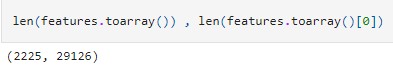 len(features.toarray()) , len(features.toarray()[0])
(2225, 29126)